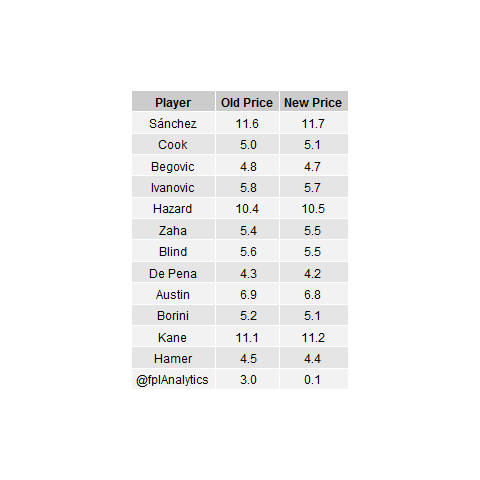 Player Old Price New Price
Sánchez 11.6 11.7
Cook 5.0 5.1
Begovic 4.8 4.7
Ivanovic 5.8 5.7
Hazard 10.4 10.5
Zaha 5.4 5.5
Blind 5.6 5.5
De Pena 4.3 4.2
Austin 6.9 6.8
Borini 5.2 5.1
Kane 11.1 11.2
Hamer 4.5 4.4
@fplAnalytics 3.0 0.1